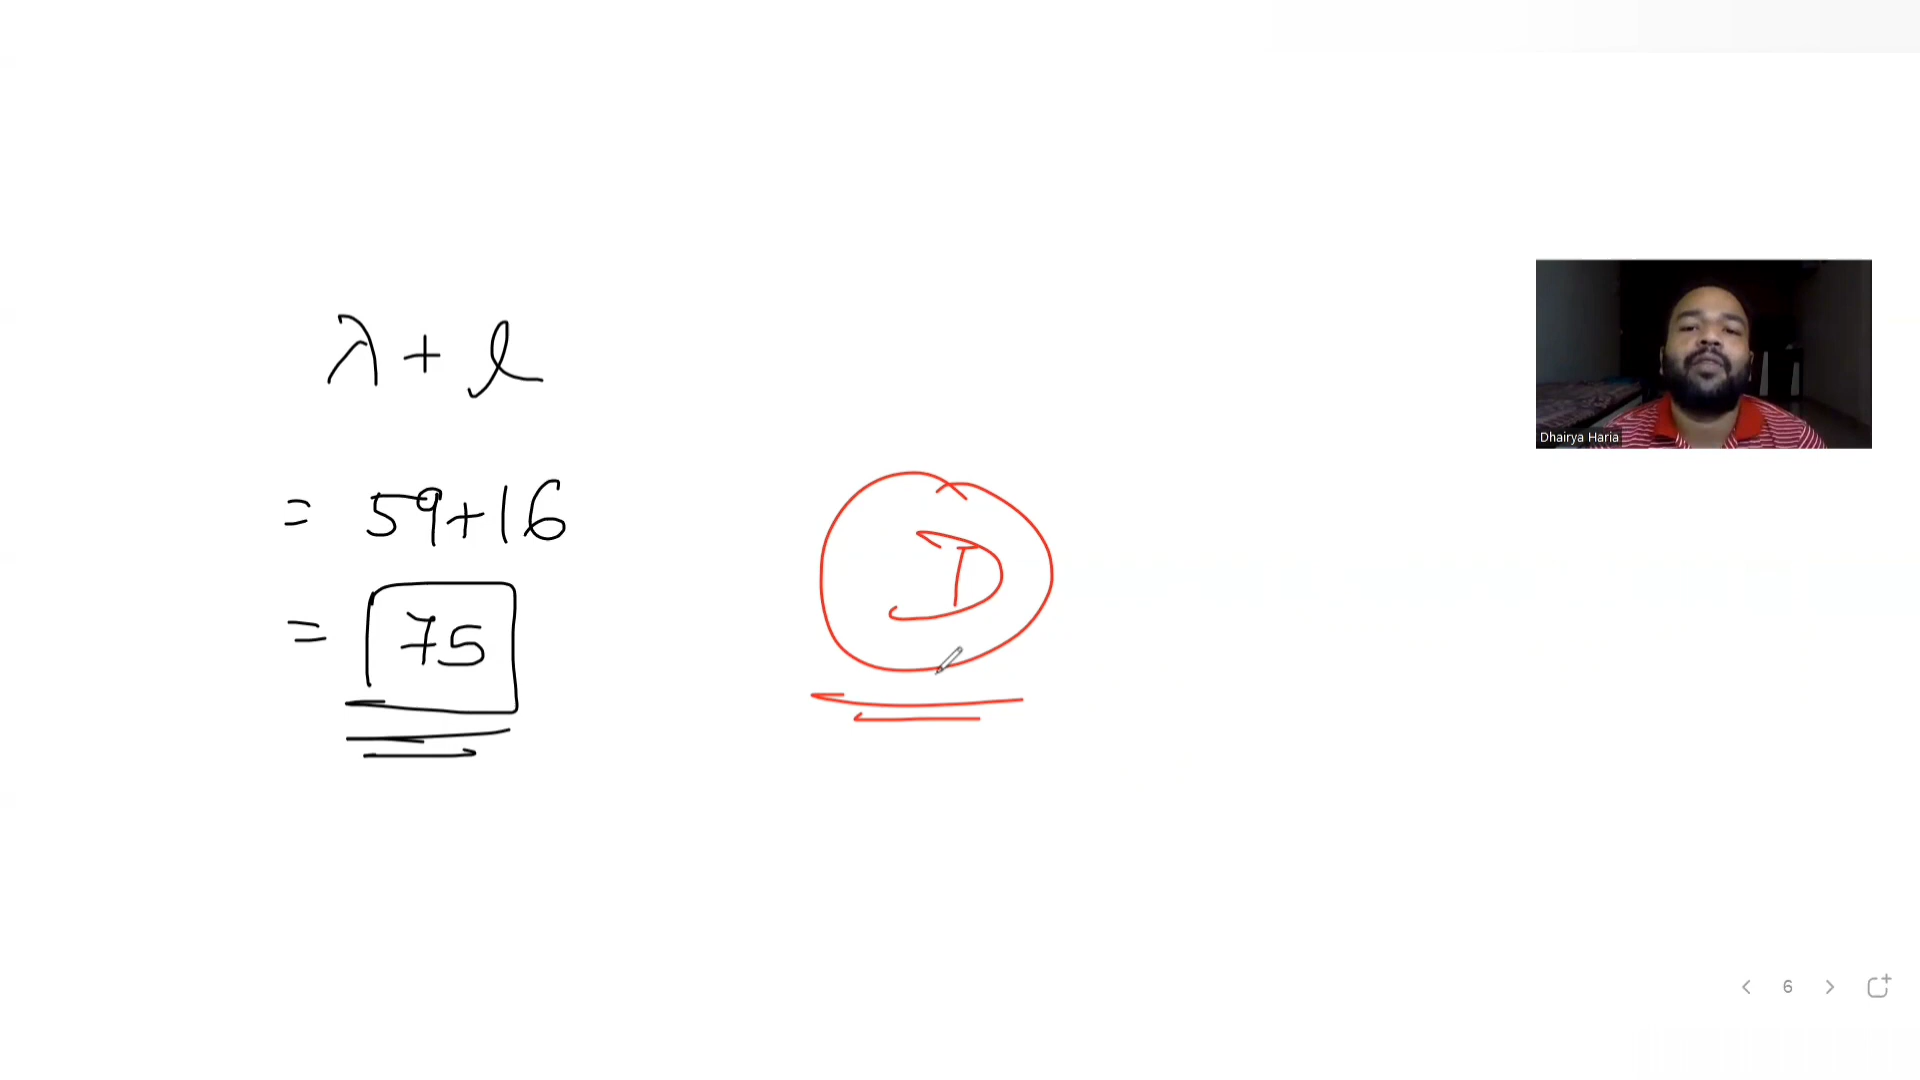 λ + l
= 59+16
= 75
D
Dhairya Haria
6